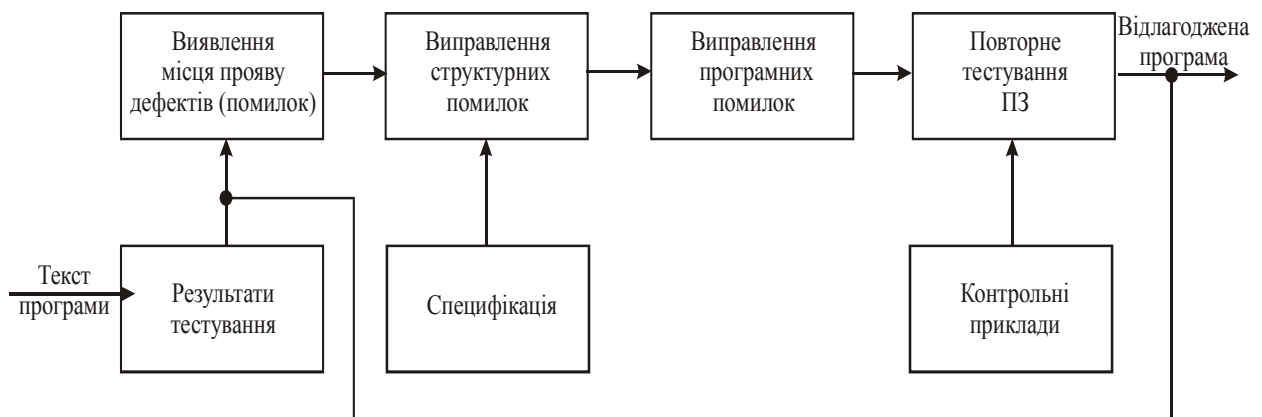 Виявлення
місця прояву
дефектів (помилок)
Виправлення
структурних
помилок
Виправлення
програмних
помилок
Повторне
тестування
ПЗ
Відлагоджена
програма
Текст
програми
Результати
тестування
Специфікація
Контрольні
приклади